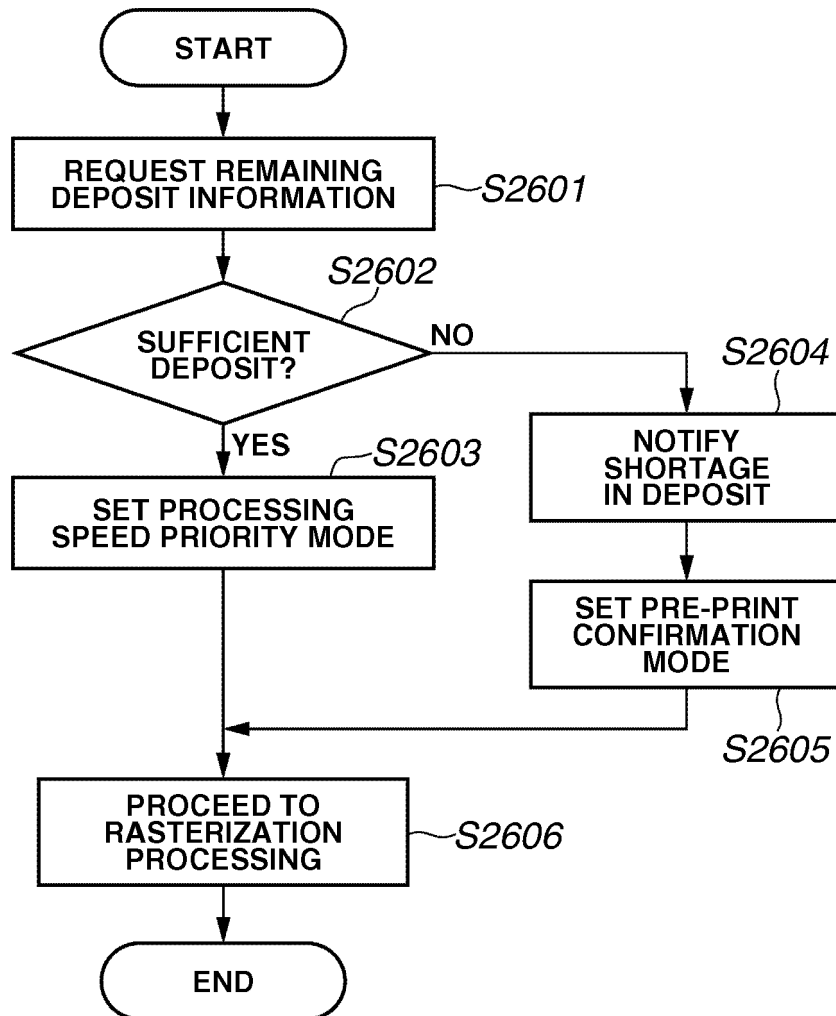 START
REQUEST REMAINING
DEPOSIT INFORMATION
S2601
S2602
SUFFICIENT
DEPOSIT?
NO
YES
S2603
SET PROCESSING
SPEED PRIORITY MODE
S2604
NOTIFY
SHORTAGE
IN DEPOSIT
SET PRE-PRINT
CONFIRMATION
MODE
S2605
PROCEED TO
RASTERIZATION
PROCESSING
S2606
END